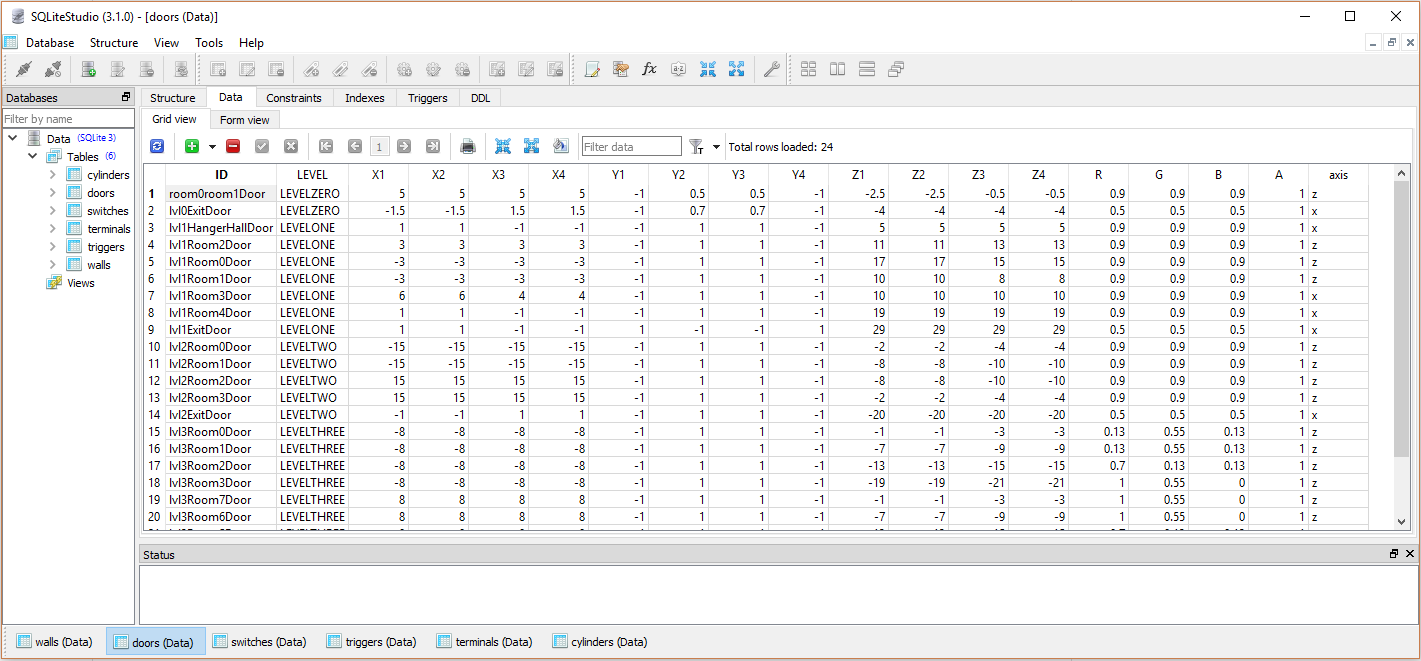 SQLiteStudio (3.1.0) - [doors (Data)]
Database Structure View Tools Help
Databases
Filter by name
Data (SQLite 3)
Tables (6)
cylinders
doors
switches
terminals
triggers
walls
Views
Structure Data Constraints Indexes Triggers DDL
Grid view Form view
1 Filter data Total rows loaded: 24
ID LEVEL X1 X2 X3 X4 Y1 Y2 Y3 Y4 Z1 Z2 Z3 Z4 R G B A axis
1 room0room1Door LEVELZERO 5 5 5 5 -1 0.5 0.5 -1 -2.5 -2.5 -0.5 -0.5 0.9 0.9 0.9 1 z
2 lvl0ExitDoor LEVELZERO -1.5 -1.5 1.5 1.5 -1 0.7 0.7 -1 -4 -4 -4 -4 0.5 0.5 0.5 1 x
3 lvl1HangerHallDoor LEVELONE 1 1 -1 -1 -1 1 1 -1 5 5 5 5 0.9 0.9 0.9 1 x
4 lvl1Room2Door LEVELONE 3 3 3 3 -1 1 1 -1 11 11 13 13 0.9 0.9 0.9 1 z
5 lvl1Room0Door LEVELONE -3 -3 -3 -3 -1 1 1 -1 17 17 15 15 0.9 0.9 0.9 1 z
6 lvl1Room1Door LEVELONE -3 -3 -3 -3 -1 1 1 -1 10 10 8 8 0.9 0.9 0.9 1 z
7 lvl1Room3Door LEVELONE 6 6 4 4 -1 1 1 -1 10 10 10 10 0.9 0.9 0.9 1 x
8 lvl1Room4Door LEVELONE 1 1 -1 -1 -1 1 1 -1 19 19 19 19 0.9 0.9 0.9 1 x
9 lvl1ExitDoor LEVELONE 1 1 -1 -1 1 -1 -1 1 29 29 29 29 0.5 0.5 0.5 1 x
10 lvl2Room0Door LEVELTWO -15 -15 -15 -15 -1 1 1 -1 -2 -2 -4 -4 0.9 0.9 0.9 1 z
11 lvl2Room1Door LEVELTWO -15 -15 -15 -15 -1 1 1 -1 -8 -8 -10 -10 0.9 0.9 0.9 1 z
12 lvl2Room2Door LEVELTWO 15 15 15 15 -1 1 1 -1 -8 -8 -10 -10 0.9 0.9 0.9 1 z
13 lvl2Room3Door LEVELTWO 15 15 15 15 -1 1 1 -1 -2 -2 -4 -4 0.9 0.9 0.9 1 z
14 lvl2ExitDoor LEVELTWO -1 -1 1 1 -1 1 1 -1 -20 -20 -20 -20 0.5 0.5 0.5 1 x
15 lvl3Room0Door LEVELTHREE -8 -8 -8 -8 -1 1 1 -1 -1 -1 -3 -3 0.13 0.55 0.13 1 z
16 lvl3Room1Door LEVELTHREE -8 -8 -8 -8 -1 1 1 -1 -7 -7 -9 -9 0.13 0.55 0.13 1 z
17 lvl3Room2Door LEVELTHREE -8 -8 -8 -8 -1 1 1 -1 -13 -13 -15 -15 0.7 0.13 0.13 1 z
18 lvl3Room3Door LEVELTHREE -8 -8 -8 -8 -1 1 1 -1 -19 -19 -21 -21 1 0.55 0 1 z
19 lvl3Room7Door LEVELTHREE 8 8 8 8 -1 1 1 -1 -1 -1 -3 -3 1 0.55 0 1 z
20 lvl3Room6Door LEVELTHREE 8 8 8 8 -1 1 1 -1 -7 -7 -9 -9 1 0.55 0 1 z
Status
walls (Data) doors (Data) switches (Data) triggers (Data) terminals (Data) cylinders (Data)